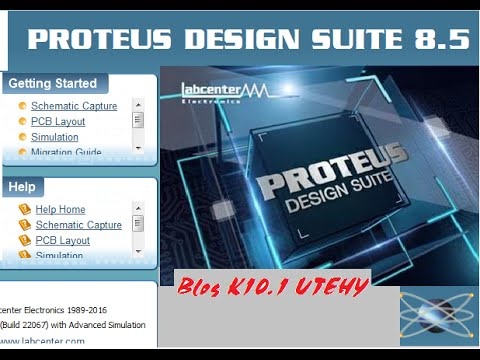 PROTEUS DESIGN SUITE 8.5
Getting Started
Schematic Capture
PCB Layout
Simulation
Migration Guide
Help
Help Home
Schematic Capture
PCB Layout
Simulation
labcenter
Electronics
PROTEUS
DESIGN SUITE
Blog K10.1 UTEHY
center Electronics 1989-2016
(Build 22067) with Advanced Simulation
www.labcenter.com